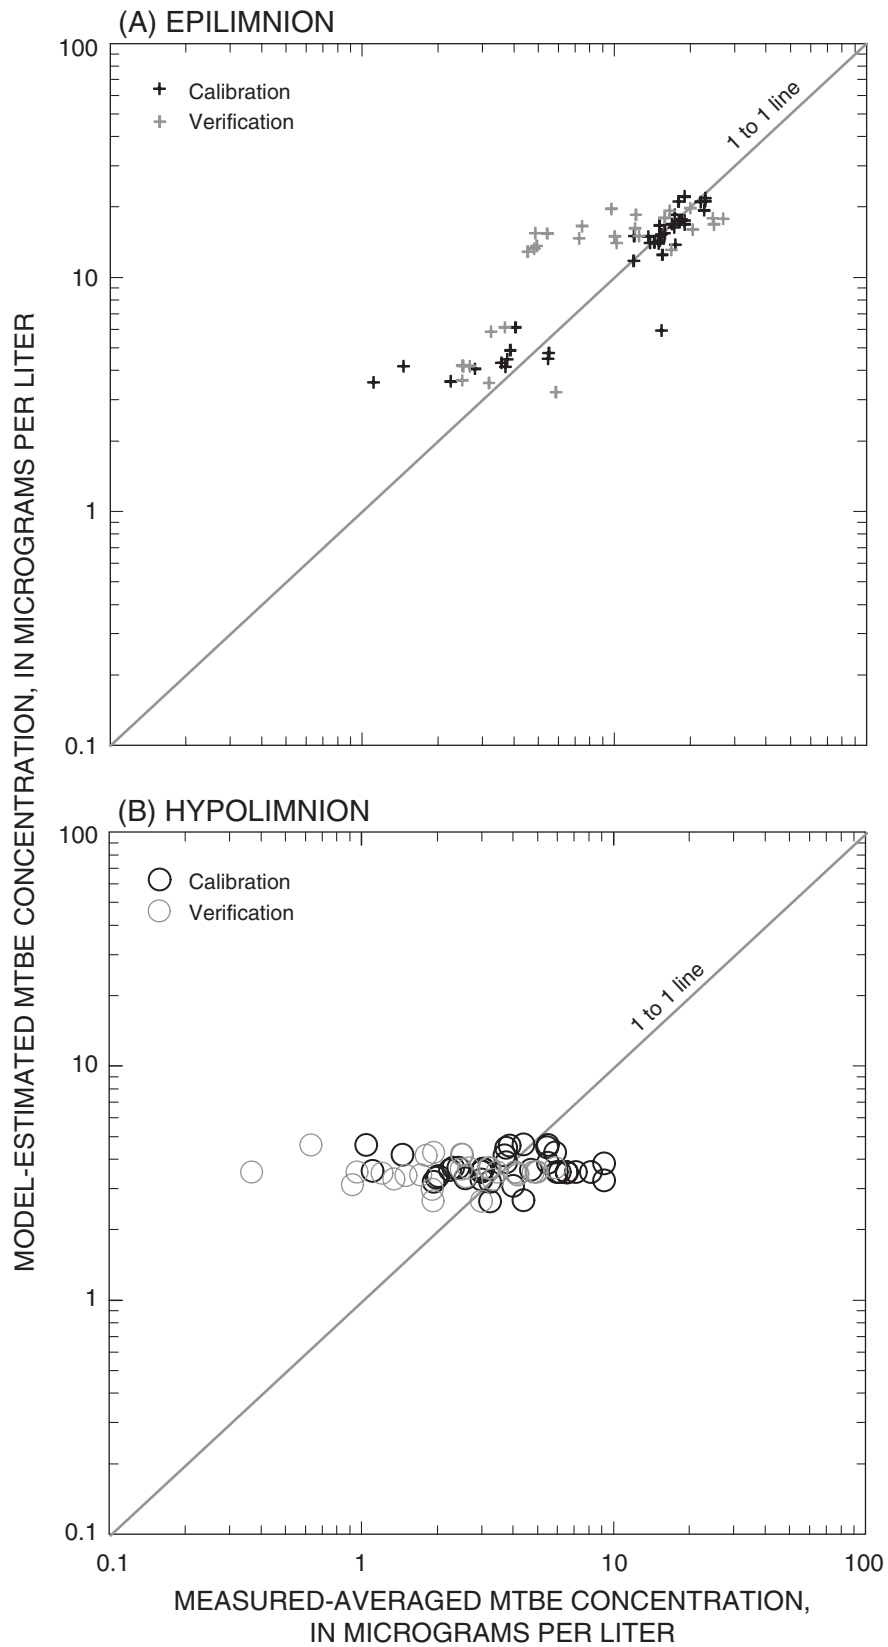 (A) EPILIMNION
100
Calibration
Verification
1 to 1 line
10
1
0.1
MODEL-ESTIMATED MTBE CONCENTRATION, IN MICROGRAMS PER LITER
(B) HYPOLIMNION
100
Calibration
Verification
1 to 1 line
10
1
0.1
0.1 1 10 100
MEASURED-AVERAGED MTBE CONCENTRATION,
IN MICROGRAMS PER LITER